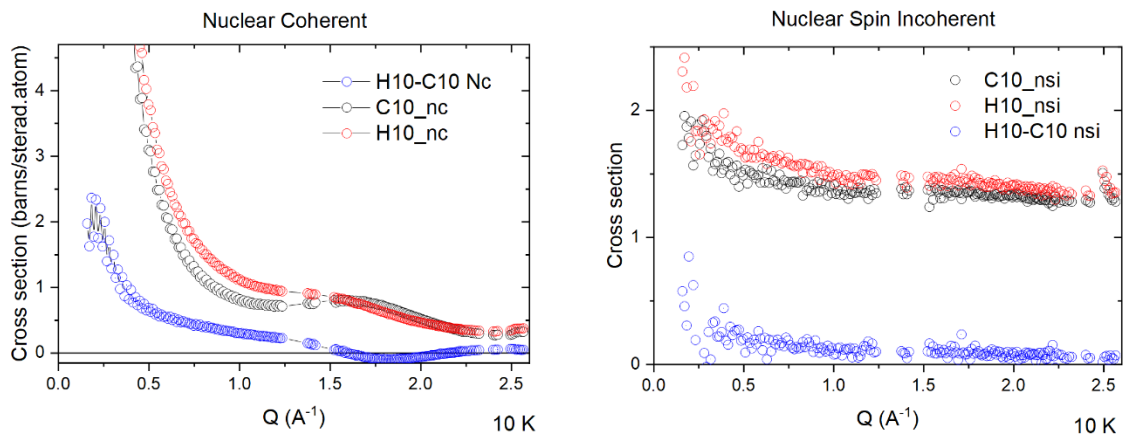 Nuclear Coherent
Cross section (barns/sterad.atom)
4
3
2
1
0
H10-C10 Nc
C10_nc
H10_nc
0.0 0.5 1.0 1.5 2.0 2.5
Q (A-1)
10 K
Nuclear Spin Incoherent
Cross section
2
1
0
C10_nsi
H10_nsi
H10-C10 nsi
0.0 0.5 1.0 1.5 2.0 2.5
Q (A-1)
10 K